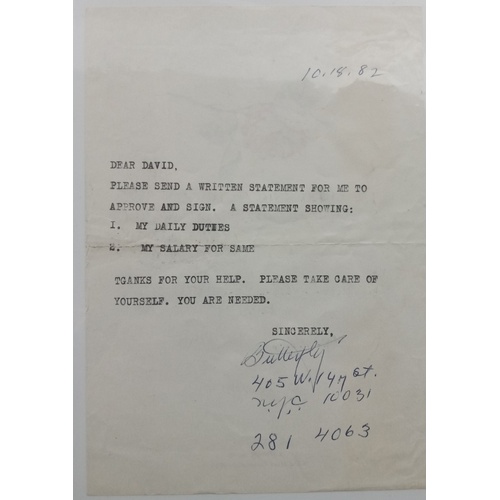 10.18.82
DEAR DAVID,
PLEASE SEND A WRITTEN STATEMENT FOR ME TO
APPROVE AND SIGN. A STATEMENT SHOWING:
I. MY DAILY DUTIES
2. MY SALARY FOR SAME
TGANKS FOR YOUR HELP. PLEASE TAKE CARE OF
YOURSELF. YOU ARE NEEDED.
SINCERELY,
Butterfly
405 W. 147 St.
N.Y.C. 10031
281 4063